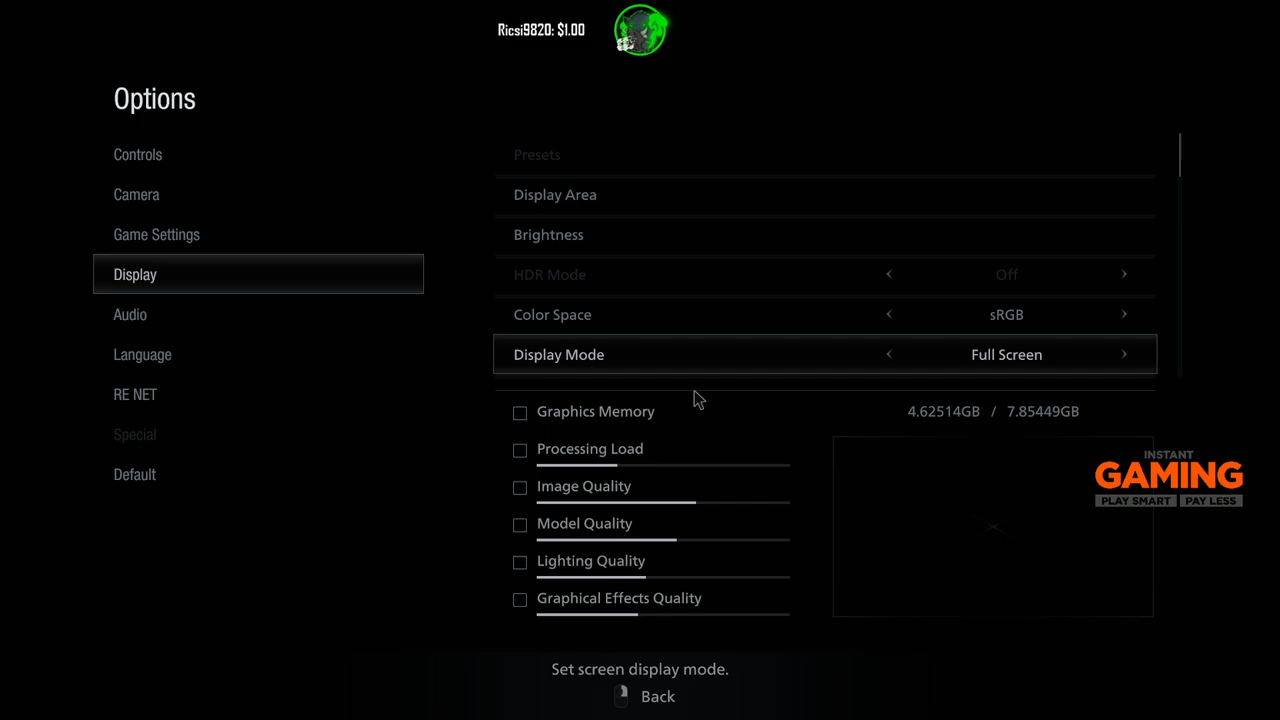 Ricsi9820: $1.00
Options
Controls
Camera
Game Settings
Display
Audio
Language
RE NET
Special
Default
Presets
Display Area
Brightness
HDR Mode Off
Color Space sRGB
Display Mode Full Screen
Graphics Memory 4.62514GB / 7.85449GB
Processing Load
Image Quality
Model Quality
Lighting Quality
Graphical Effects Quality
INSTANT
GAMING
PLAY SMART PAY LESS
Set screen display mode.
Back